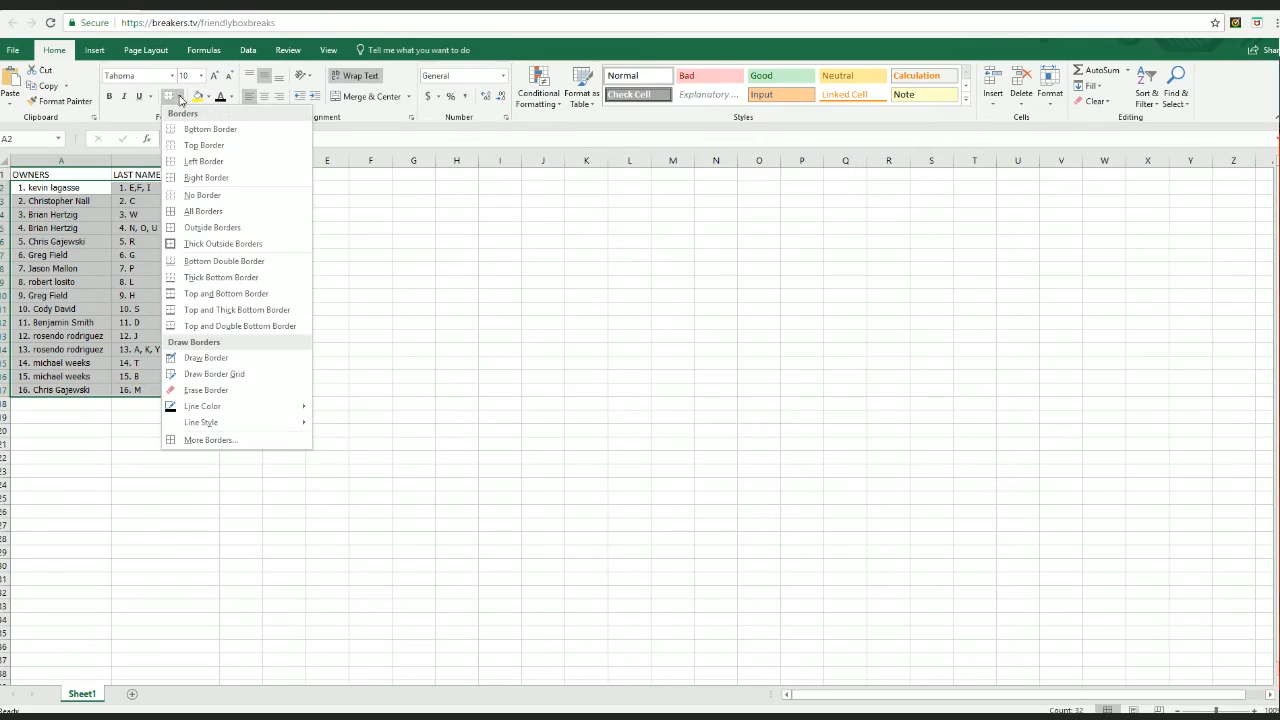 Secure https://breakers.tv/friendlyboxbreaks
File Home Insert Page Layout Formulas Data Review View Tell me what you want to do
Cut Tahoma 10 Wrap Text General Normal Bad Good Neutral Calculation AutoSum
Copy Fill
Paste Format Painter B I U Merge & Center $ % Conditional Formatting Format as Table Check Cell Explanatory ... Input Linked Cell Note Insert Delete Format Clear Sort & Filter Find & Select
Clipboard Number Styles Cells Editing
A2 fx
Borders
Bottom Border
Top Border
Left Border
Right Border
No Border
All Borders
Outside Borders
Thick Outside Borders
Bottom Double Border
Thick Bottom Border
Top and Bottom Border
Top and Thick Bottom Border
Top and Double Bottom Border
Draw Borders
Draw Border
Draw Border Grid
Erase Border
Line Color
Line Style
More Borders...
A E F G H I J K L M N O P Q R S T U V W X Y Z
OWNERS LAST NAME
1. kevin lagasse 1. E,F, I
2. Christopher Nall 2. C
3. Brian Hertzig 3. W
4. Brian Hertzig 4. N, O, U
5. Chris Gajewski 5. R
6. Greg Field 6. G
7. Jason Mallon 7. P
8. robert losito 8. L
9. Greg Field 9. H
10. Cody David 10. S
11. Benjamin Smith 11. D
12. rosendo rodriguez 12. J
13. rosendo rodriguez 13. A, K, Y
14. michael weeks 14. T
15. michael weeks 15. B
16. Chris Gajewski 16. M
Sheet1
Count: 32